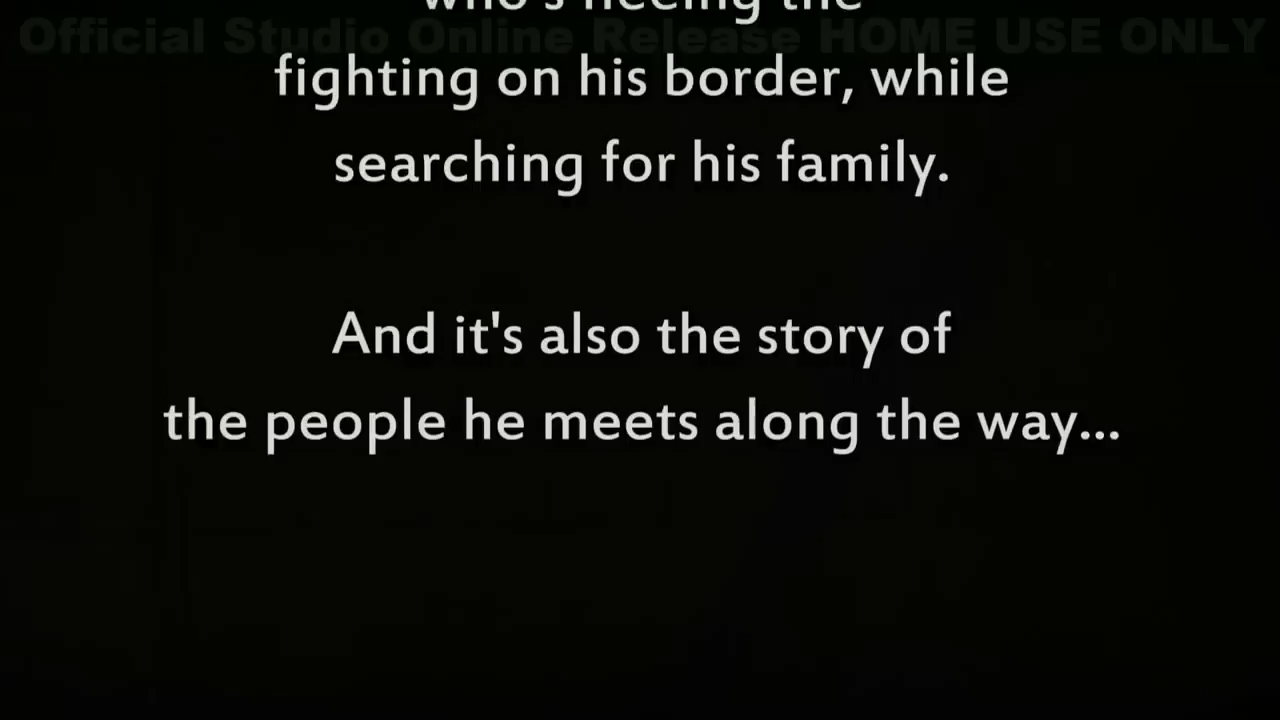 Official Studio Online Release HOME USE ONLY
who's fleeing the
fighting on his border, while
searching for his family.
And it's also the story of
the people he meets along the way...